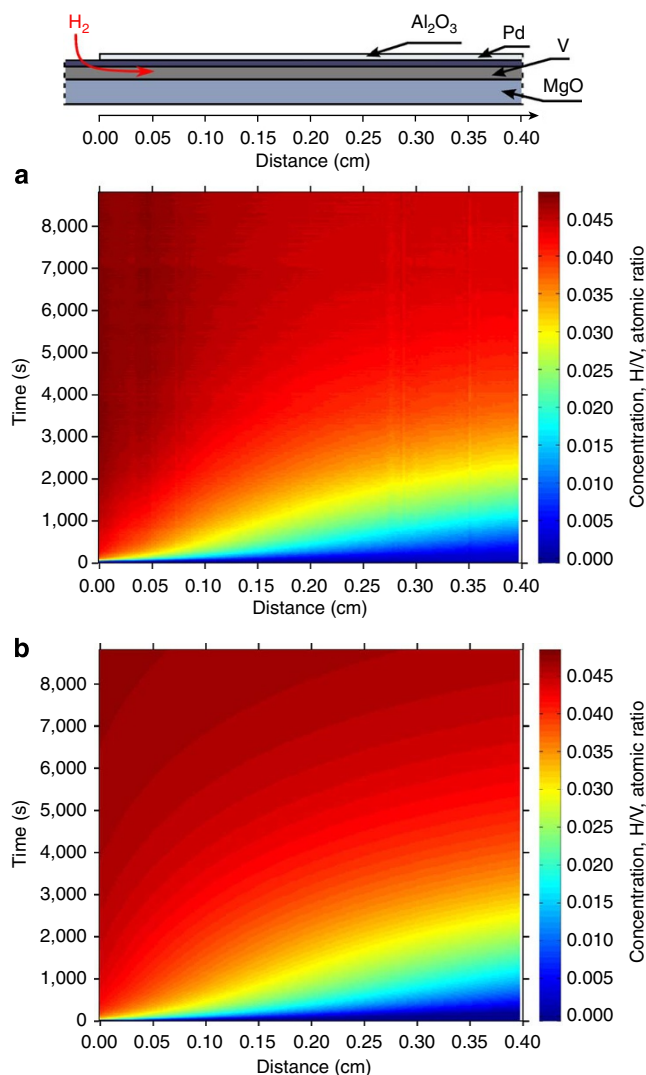 H2
Al2O3
Pd
V
MgO
0.00 0.05 0.10 0.15 0.20 0.25 0.30 0.35 0.40
Distance (cm)
a
8,000
7,000
6,000
5,000
4,000
3,000
2,000
1,000
0
Time (s)
0.00 0.05 0.10 0.15 0.20 0.25 0.30 0.35 0.40
Distance (cm)
0.045
0.040
0.035
0.030
0.025
0.020
0.015
0.010
0.005
0.000
Concentration, H/V, atomic ratio
b
8,000
7,000
6,000
5,000
4,000
3,000
2,000
1,000
0
Time (s)
0.00 0.05 0.10 0.15 0.20 0.25 0.30 0.35 0.40
Distance (cm)
0.045
0.040
0.035
0.030
0.025
0.020
0.015
0.010
0.005
0.000
Concentration, H/V, atomic ratio